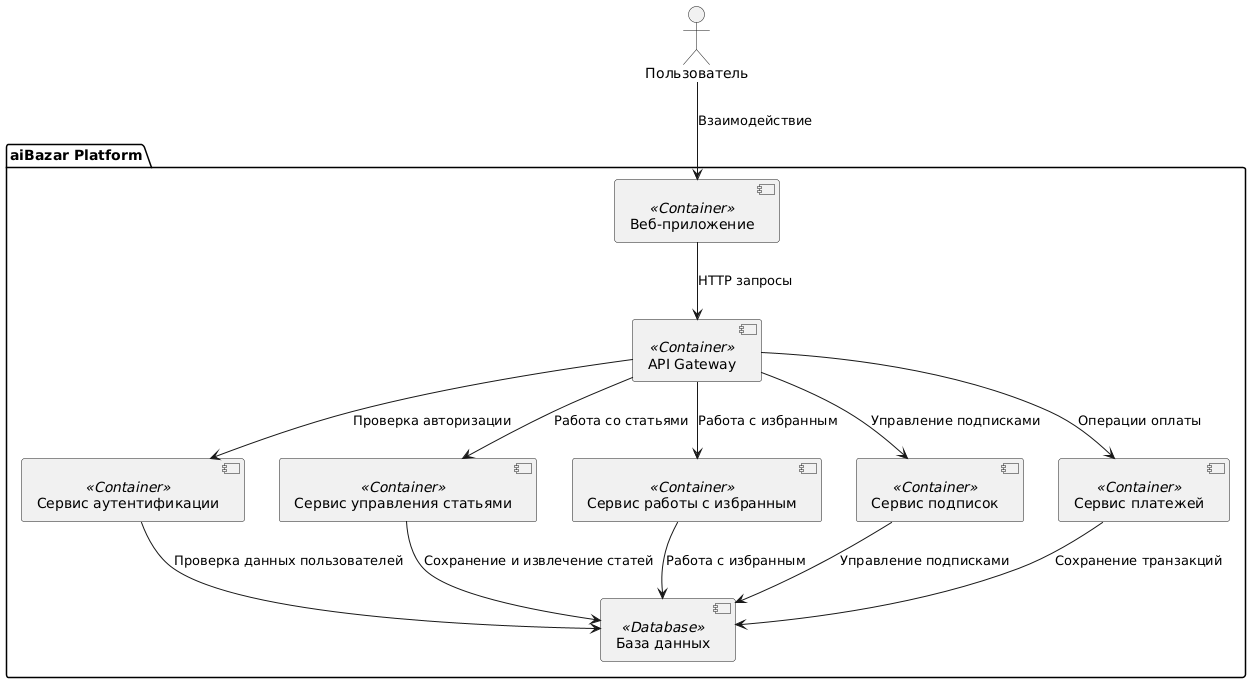 Пользователь
Взаимодействие
aiBazar Platform
«Container»
Веб-приложение
HTTP запросы
«Container»
API Gateway
Проверка авторизации
Работа со статьями
Работа с избранным
Управление подписками
Операции оплаты
«Container»
Сервис аутентификации
«Container»
Сервис управления статьями
«Container»
Сервис работы с избранным
«Container»
Сервис подписок
«Container»
Сервис платежей
Проверка данных пользователей
Сохранение и извлечение статей
Работа с избранным
Управление подписками
Сохранение транзакций
«Database»
База данных